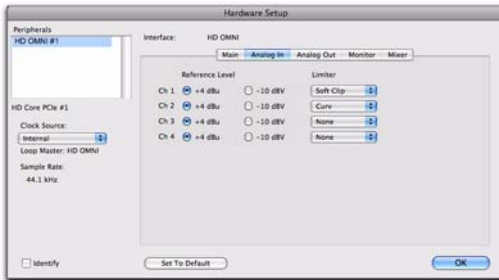 Hardware Setup
Peripherals
HD OMNI #1
Interface: HD OMNI
Main Analog In Analog Out Monitor Mixer
Reference Level Limiter
Ch 1 +4 dBu -10 dBV Soft Clip
Ch 2 +4 dBu -10 dBV Curv
Ch 3 +4 dBu -10 dBV None
Ch 4 +4 dBu -10 dBV None
HD Core PCIe #1
Clock Source:
Internal
Loop Master: HD OMNI
Sample Rate:
44.1 kHz
Identify
Set To Default
OK